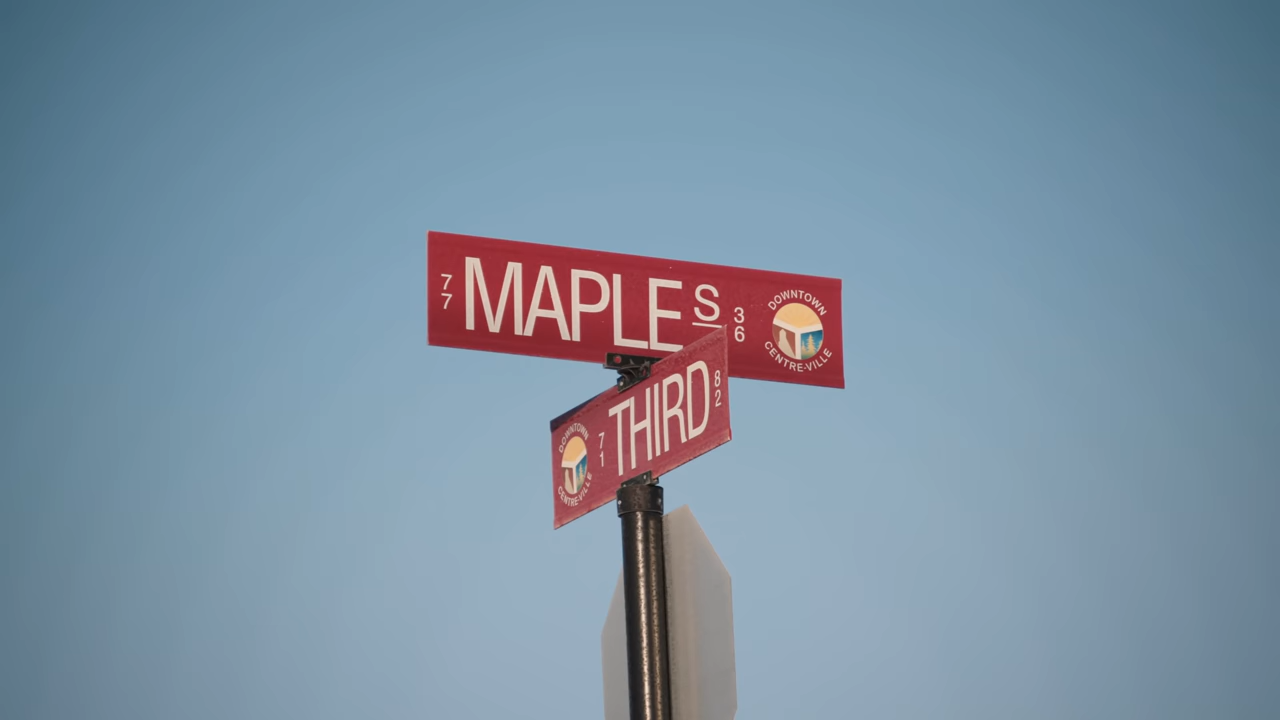 77 MAPLE S 36
DOWNTOWN
CENTRE-VILLE
DOWNTOWN
CENTRE-VILLE
71 THIRD 82